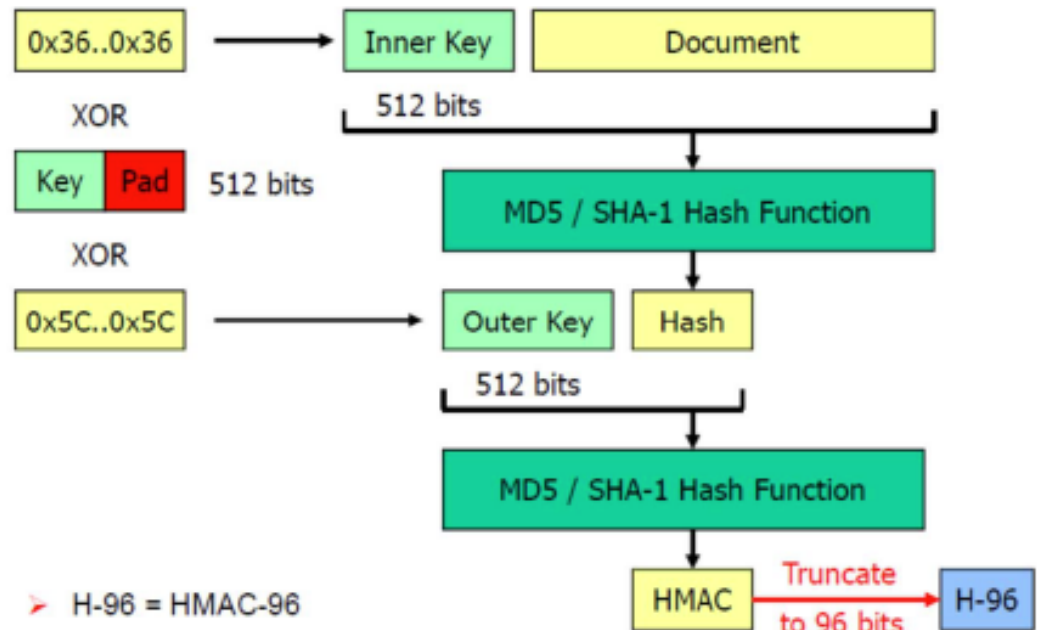 0x36..0x36
Inner Key
Document
XOR
512 bits
Key
Pad
512 bits
MD5 / SHA-1 Hash Function
XOR
0x5C..0x5C
Outer Key
Hash
512 bits
MD5 / SHA-1 Hash Function
➢ H-96 = HMAC-96
HMAC
Truncate
to 96 bits
H-96